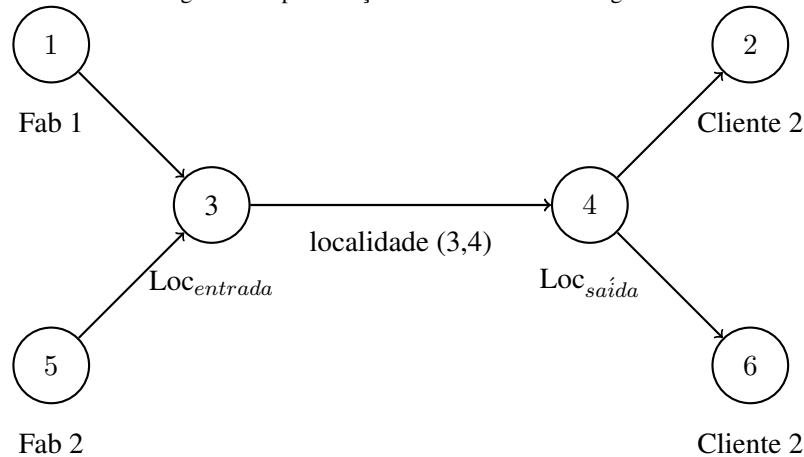 1
2
Fab 1
Cliente 2
3
4
localidade (3,4)
Loc_entrada
Loc_saída
5
6
Fab 2
Cliente 2